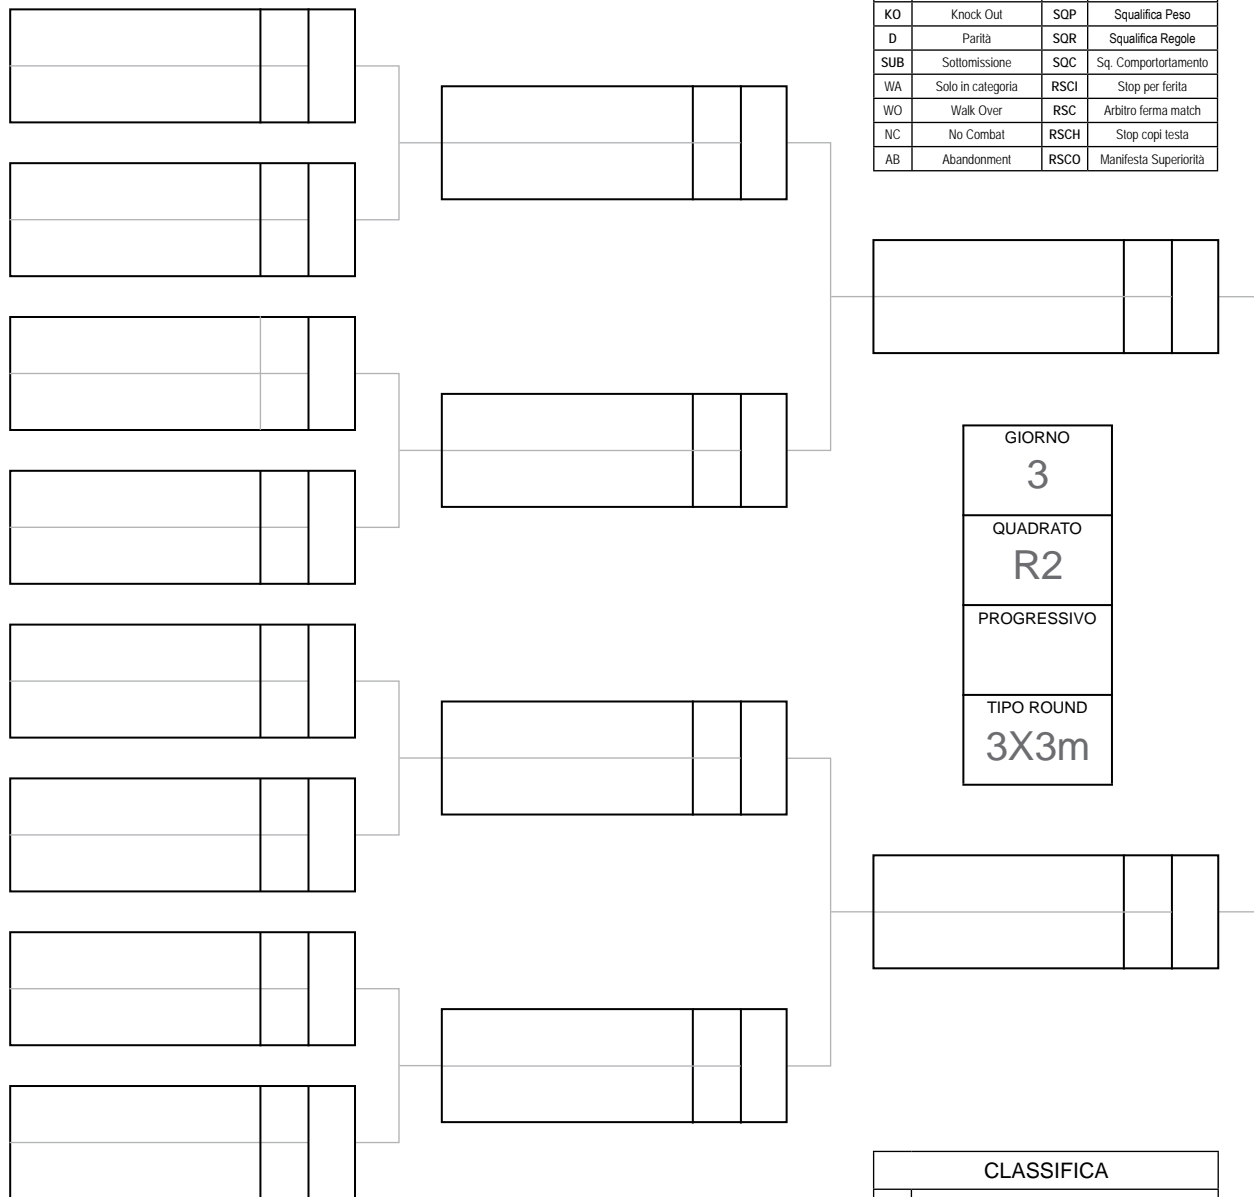 KO Knock Out SQP Squalifica Peso
D Parità SQR Squalifica Regole
SUB Sottomissione SQC Sq. Comportortamento
WA Solo in categoria RSCI Stop per ferita
WO Walk Over RSC Arbitro ferma match
NC No Combat RSCH Stop copi testa
AB Abandonment RSCO Manifesta Superiorità
GIORNO
3
QUADRATO
R2
PROGRESSIVO
TIPO ROUND
3X3m
CLASSIFICA